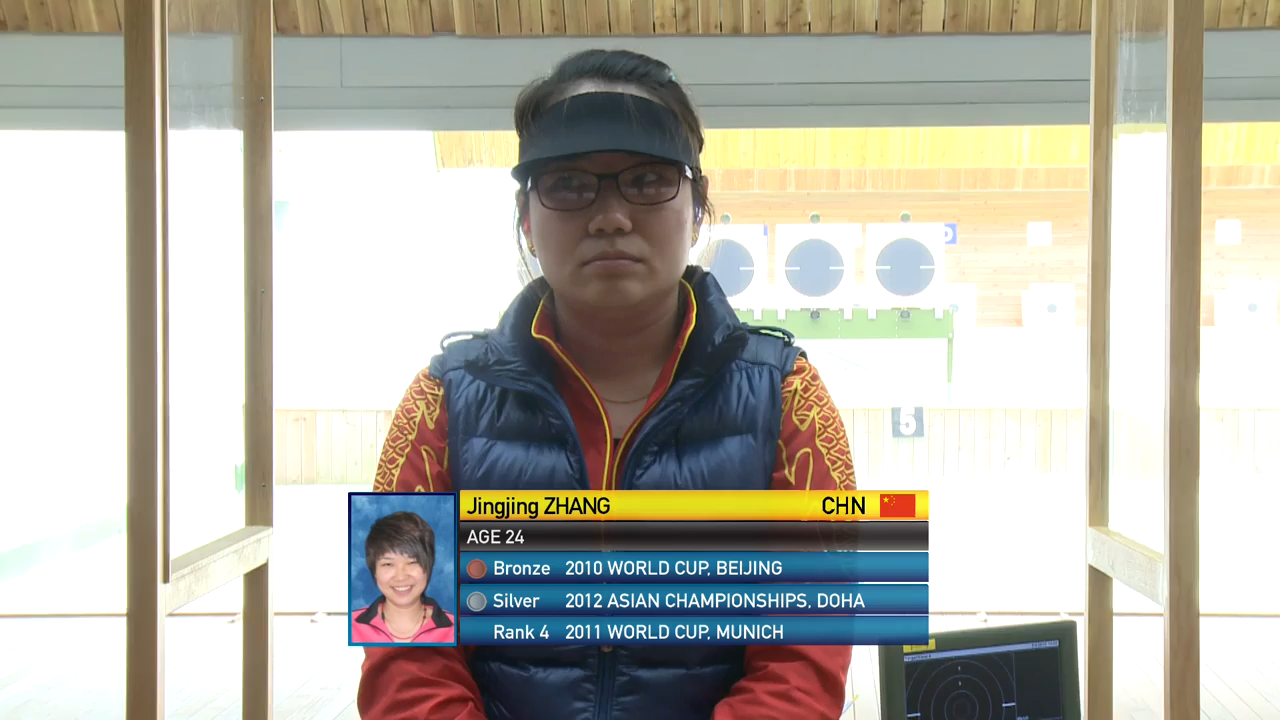 5
Jingjing ZHANG CHN
AGE 24
Bronze 2010 WORLD CUP, BEIJING
Silver 2012 ASIAN CHAMPIONSHIPS, DOHA
Rank 4 2011 WORLD CUP, MUNICH